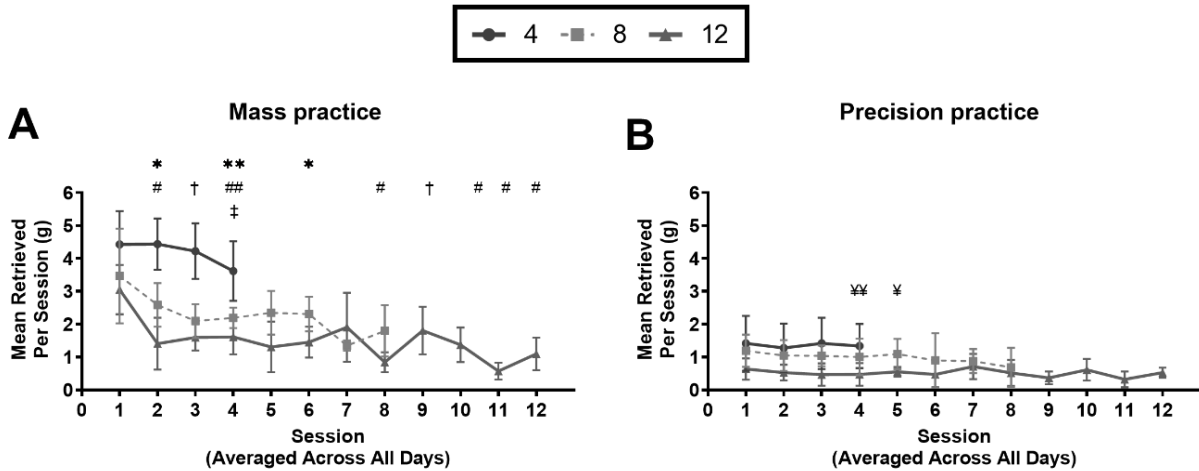 4 8 12
A
Mass practice
* ** *
# † ## # † # # #
‡
Mean Retrieved
Per Session (g)
6
5
4
3
2
1
0
0 1 2 3 4 5 6 7 8 9 10 11 12
Session
(Averaged Across All Days)
B
Precision practice
¥¥ ¥
Mean Retrieved
Per Session (g)
6
5
4
3
2
1
0
0 1 2 3 4 5 6 7 8 9 10 11 12
Session
(Averaged Across All Days)